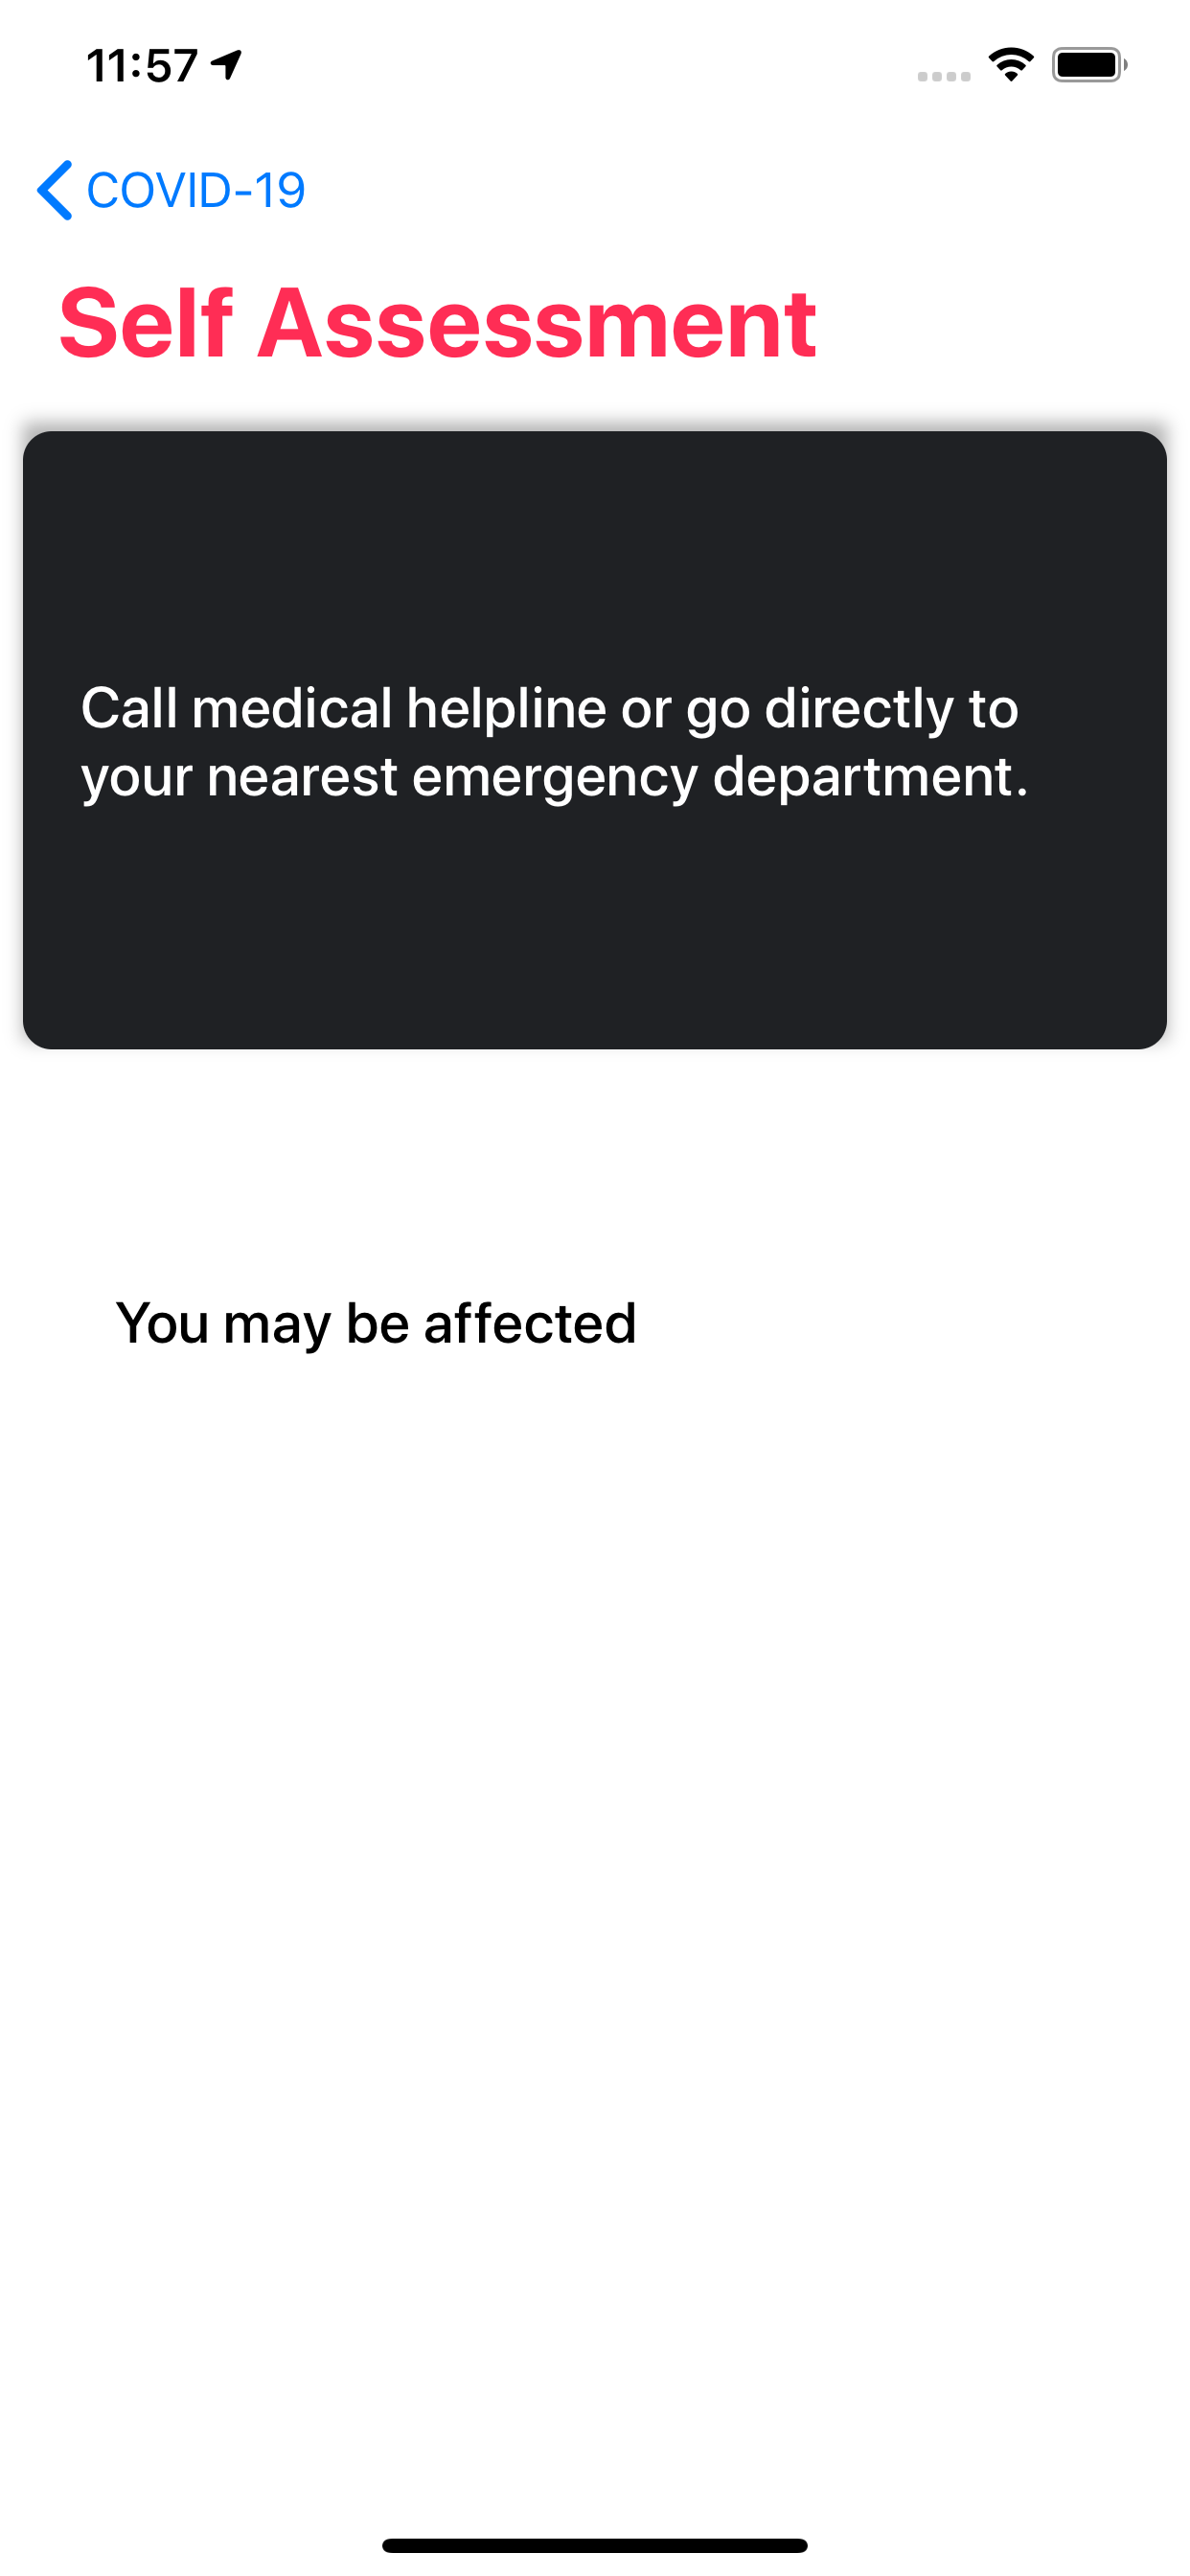 11:57
COVID-19
Self Assessment
Call medical helpline or go directly to
your nearest emergency department.
You may be affected